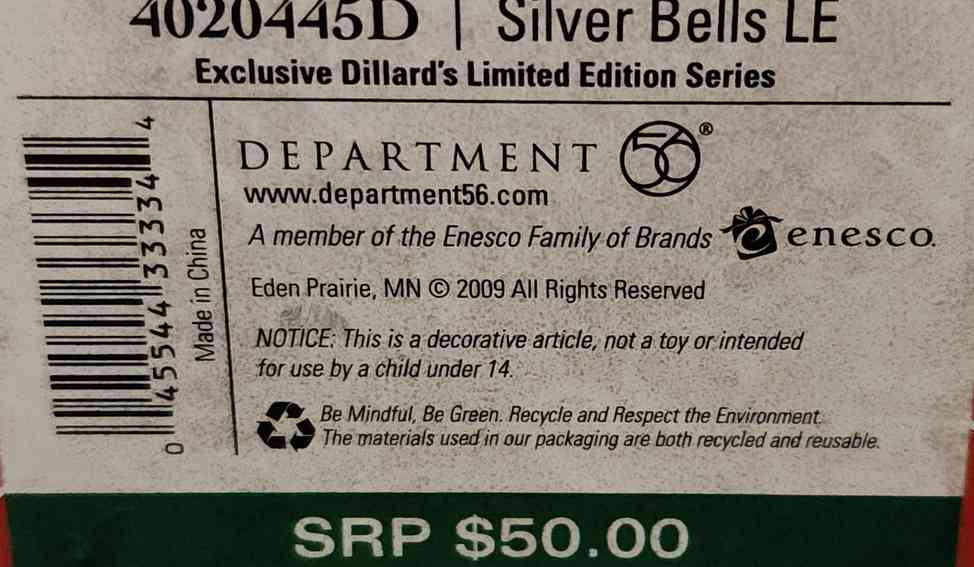 4020445D | Silver Bells LE
Exclusive Dillard's Limited Edition Series
0 45544 33334 4
Made in China
DEPARTMENT 56®
www.department56.com
A member of the Enesco Family of Brands enesco.
Eden Prairie, MN © 2009 All Rights Reserved
NOTICE: This is a decorative article, not a toy or intended
for use by a child under 14.
Be Mindful, Be Green. Recycle and Respect the Environment.
The materials used in our packaging are both recycled and reusable.
SRP $50.00